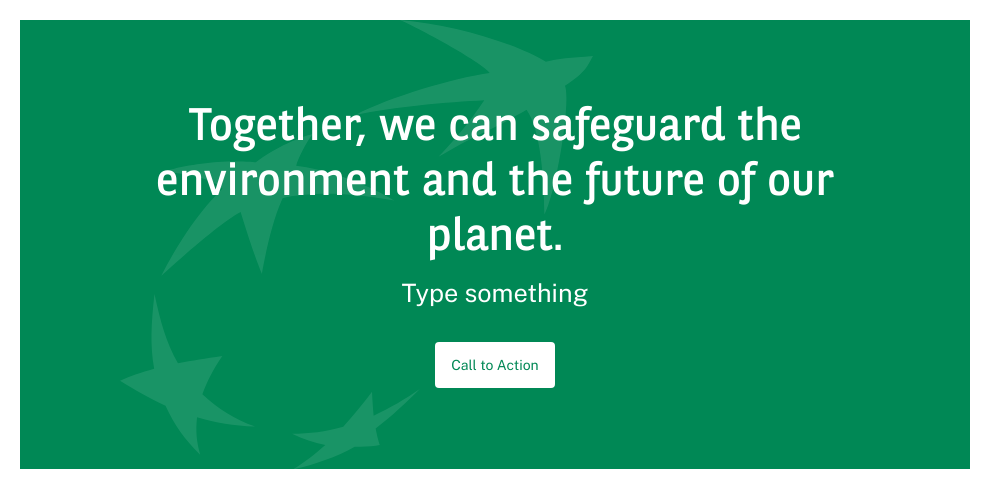 Together, we can safeguard the
environment and the future of our
planet.
Type something
Call to Action